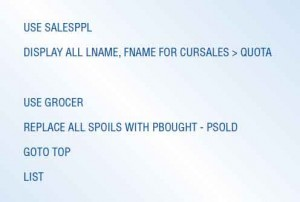 USE SALESPPL
DISPLAY ALL LNAME, FNAME FOR CURSALES > QUOTA
USE GROCER
REPLACE ALL SPOILS WITH PBOUGHT - PSOLD
GOTO TOP
LIST